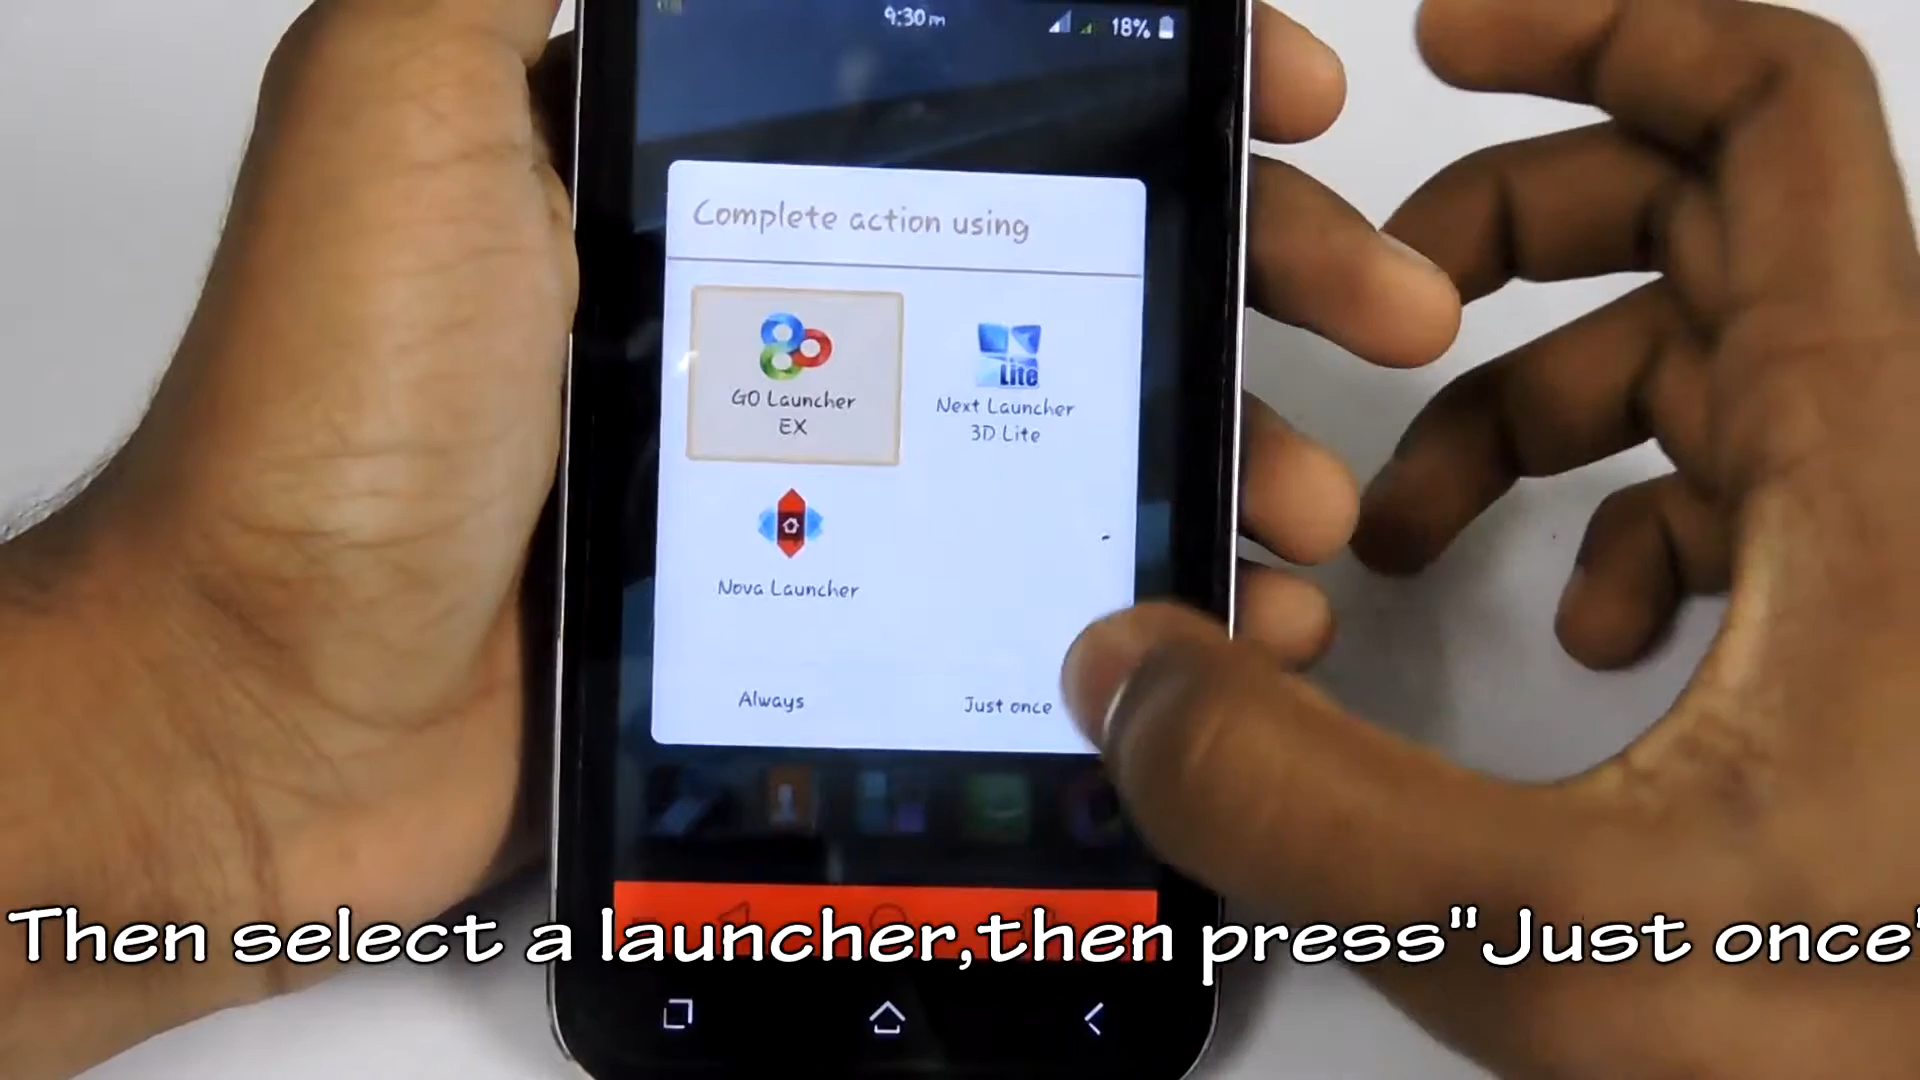 9:30 pm
18%
Complete action using
GO Launcher
EX
Lite
Next Launcher
3D Lite
Nova Launcher
Always
Just once
Then select a launcher,then press"Just once"